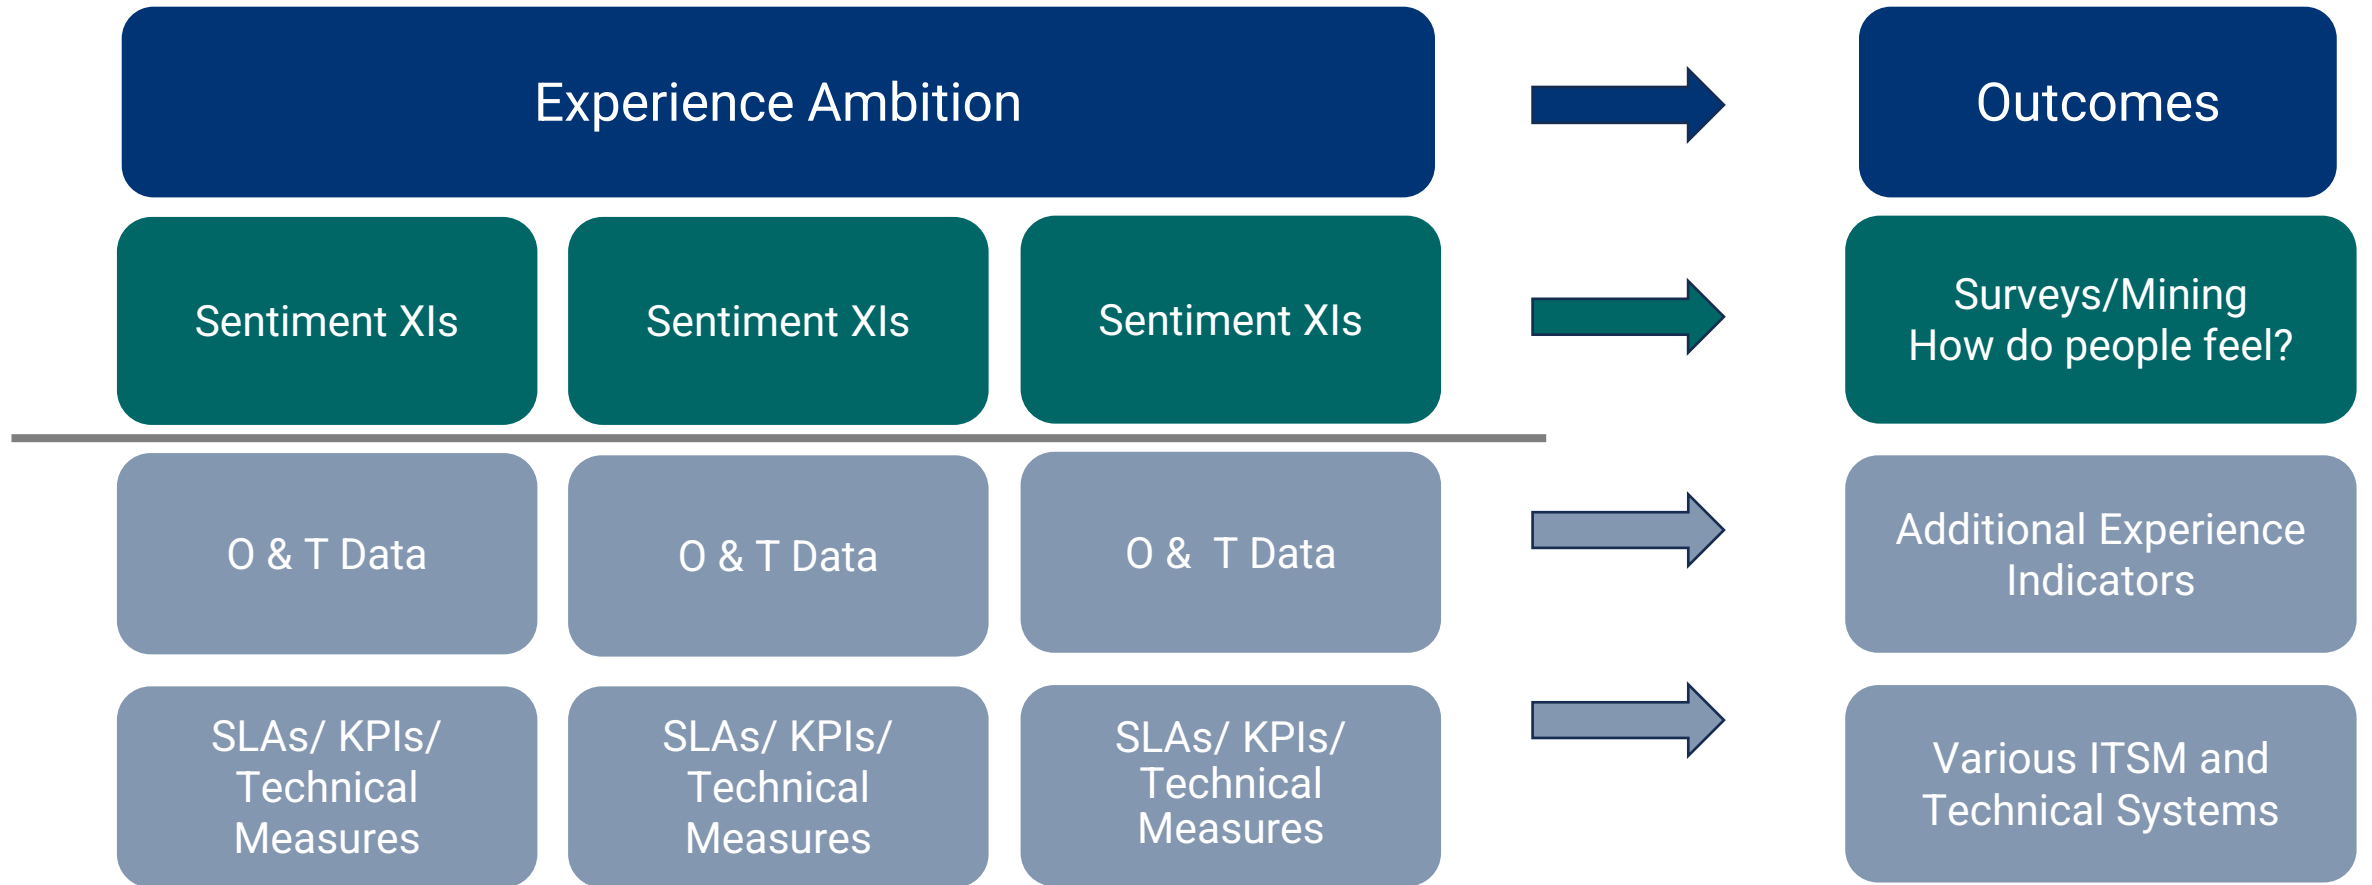 Experience Ambition
Outcomes
Sentiment XIs
Sentiment XIs
Sentiment XIs
Surveys/Mining
How do people feel?
O & T Data
O & T Data
O &  T Data
Additional Experience
Indicators
SLAs/ KPIs/
Technical
Measures
SLAs/ KPIs/
Technical
Measures
SLAs/ KPIs/
Technical
Measures
Various ITSM and
Technical Systems